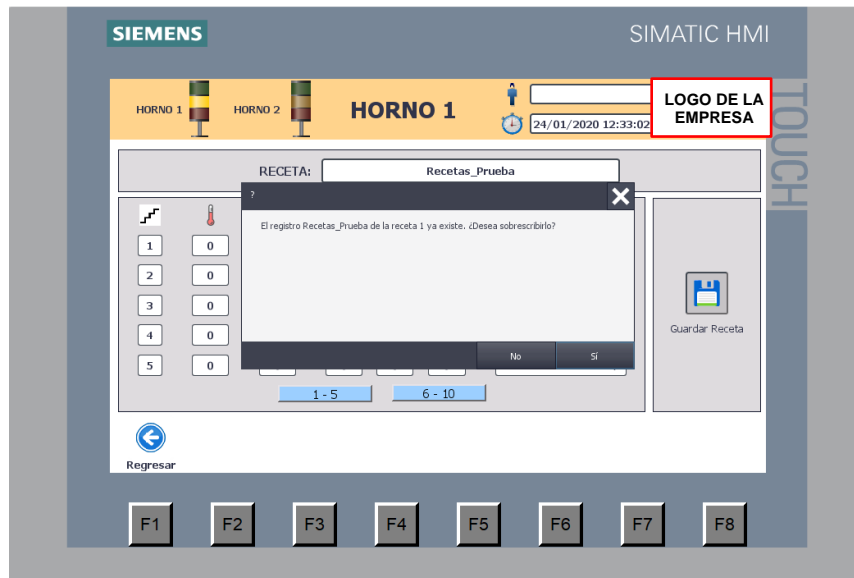 SIEMENS
SIMATIC HMI
TOUCH
HORNO 1
HORNO 2
HORNO 1
24/01/2020 12:33:02
LOGO DE LA
EMPRESA
RECETA:
Recetas_Prueba
?
El registro Recetas_Prueba de la receta 1 ya existe. ¿Desea sobrescribirlo?
No
Sí
1 0
2 0
3 0
4 0
5 0
1 - 5
6 - 10
Guardar Receta
Regresar
F1 F2 F3 F4 F5 F6 F7 F8